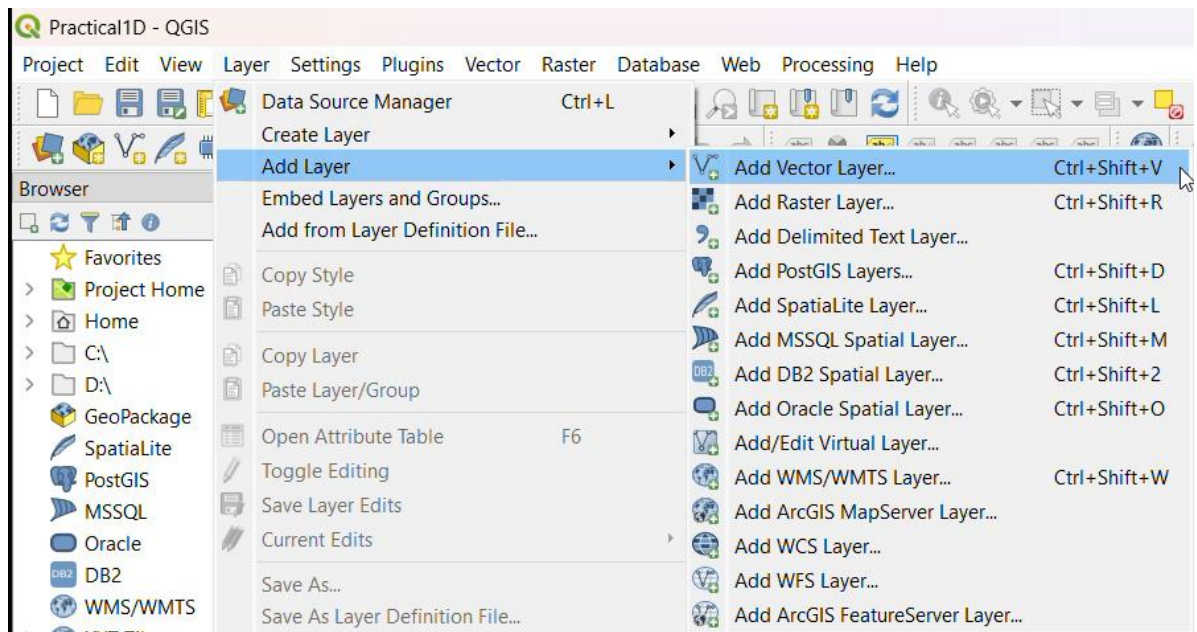 Practical1D - QGIS
Project Edit View Layer Settings Plugins Vector Raster Database Web Processing Help
Data Source Manager Ctrl+L
Create Layer
Add Layer
Embed Layers and Groups...
Add from Layer Definition File...
Copy Style
Paste Style
Copy Layer
Paste Layer/Group
Open Attribute Table F6
Toggle Editing
Save Layer Edits
Current Edits
Save As...
Save As Layer Definition File...
Add Vector Layer... Ctrl+Shift+V
Add Raster Layer... Ctrl+Shift+R
Add Delimited Text Layer...
Add PostGIS Layers... Ctrl+Shift+D
Add SpatiaLite Layer... Ctrl+Shift+L
Add MSSQL Spatial Layer... Ctrl+Shift+M
Add DB2 Spatial Layer... Ctrl+Shift+2
Add Oracle Spatial Layer... Ctrl+Shift+O
Add/Edit Virtual Layer...
Add WMS/WMTS Layer... Ctrl+Shift+W
Add ArcGIS MapServer Layer...
Add WCS Layer...
Add WFS Layer...
Add ArcGIS FeatureServer Layer...
Browser
Favorites
Project Home
Home
C:\
D:\
GeoPackage
SpatiaLite
PostGIS
MSSQL
Oracle
DB2
DB2
WMS/WMTS